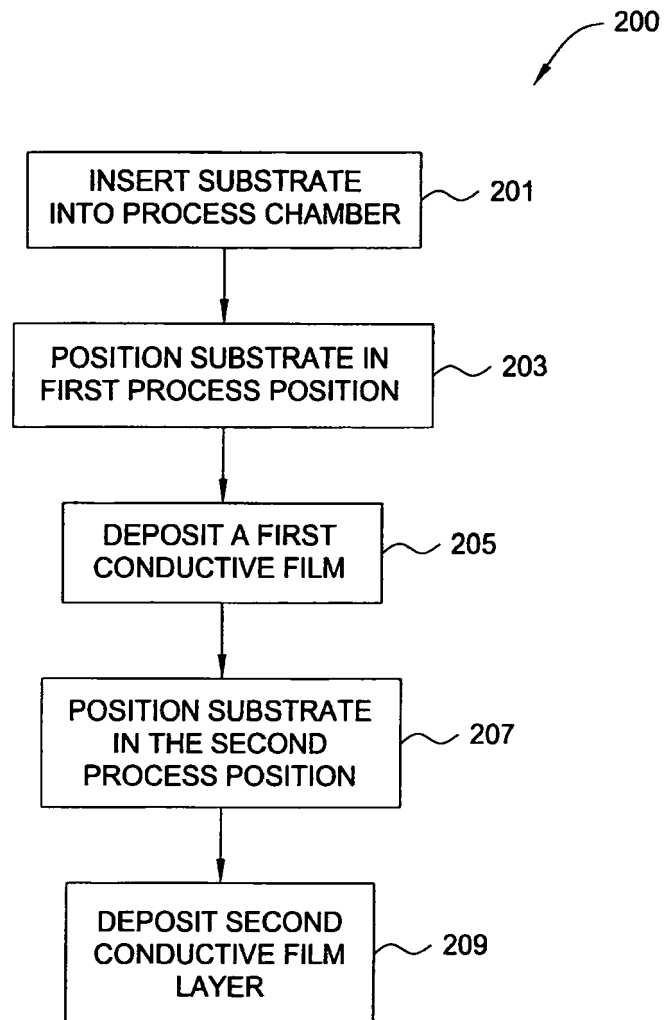 200
INSERT SUBSTRATE
INTO PROCESS CHAMBER
201
POSITION SUBSTRATE IN
FIRST PROCESS POSITION
203
DEPOSIT A FIRST
CONDUCTIVE FILM
205
POSITION SUBSTRATE
IN THE SECOND
PROCESS POSITION
207
DEPOSIT SECOND
CONDUCTIVE FILM
LAYER
209